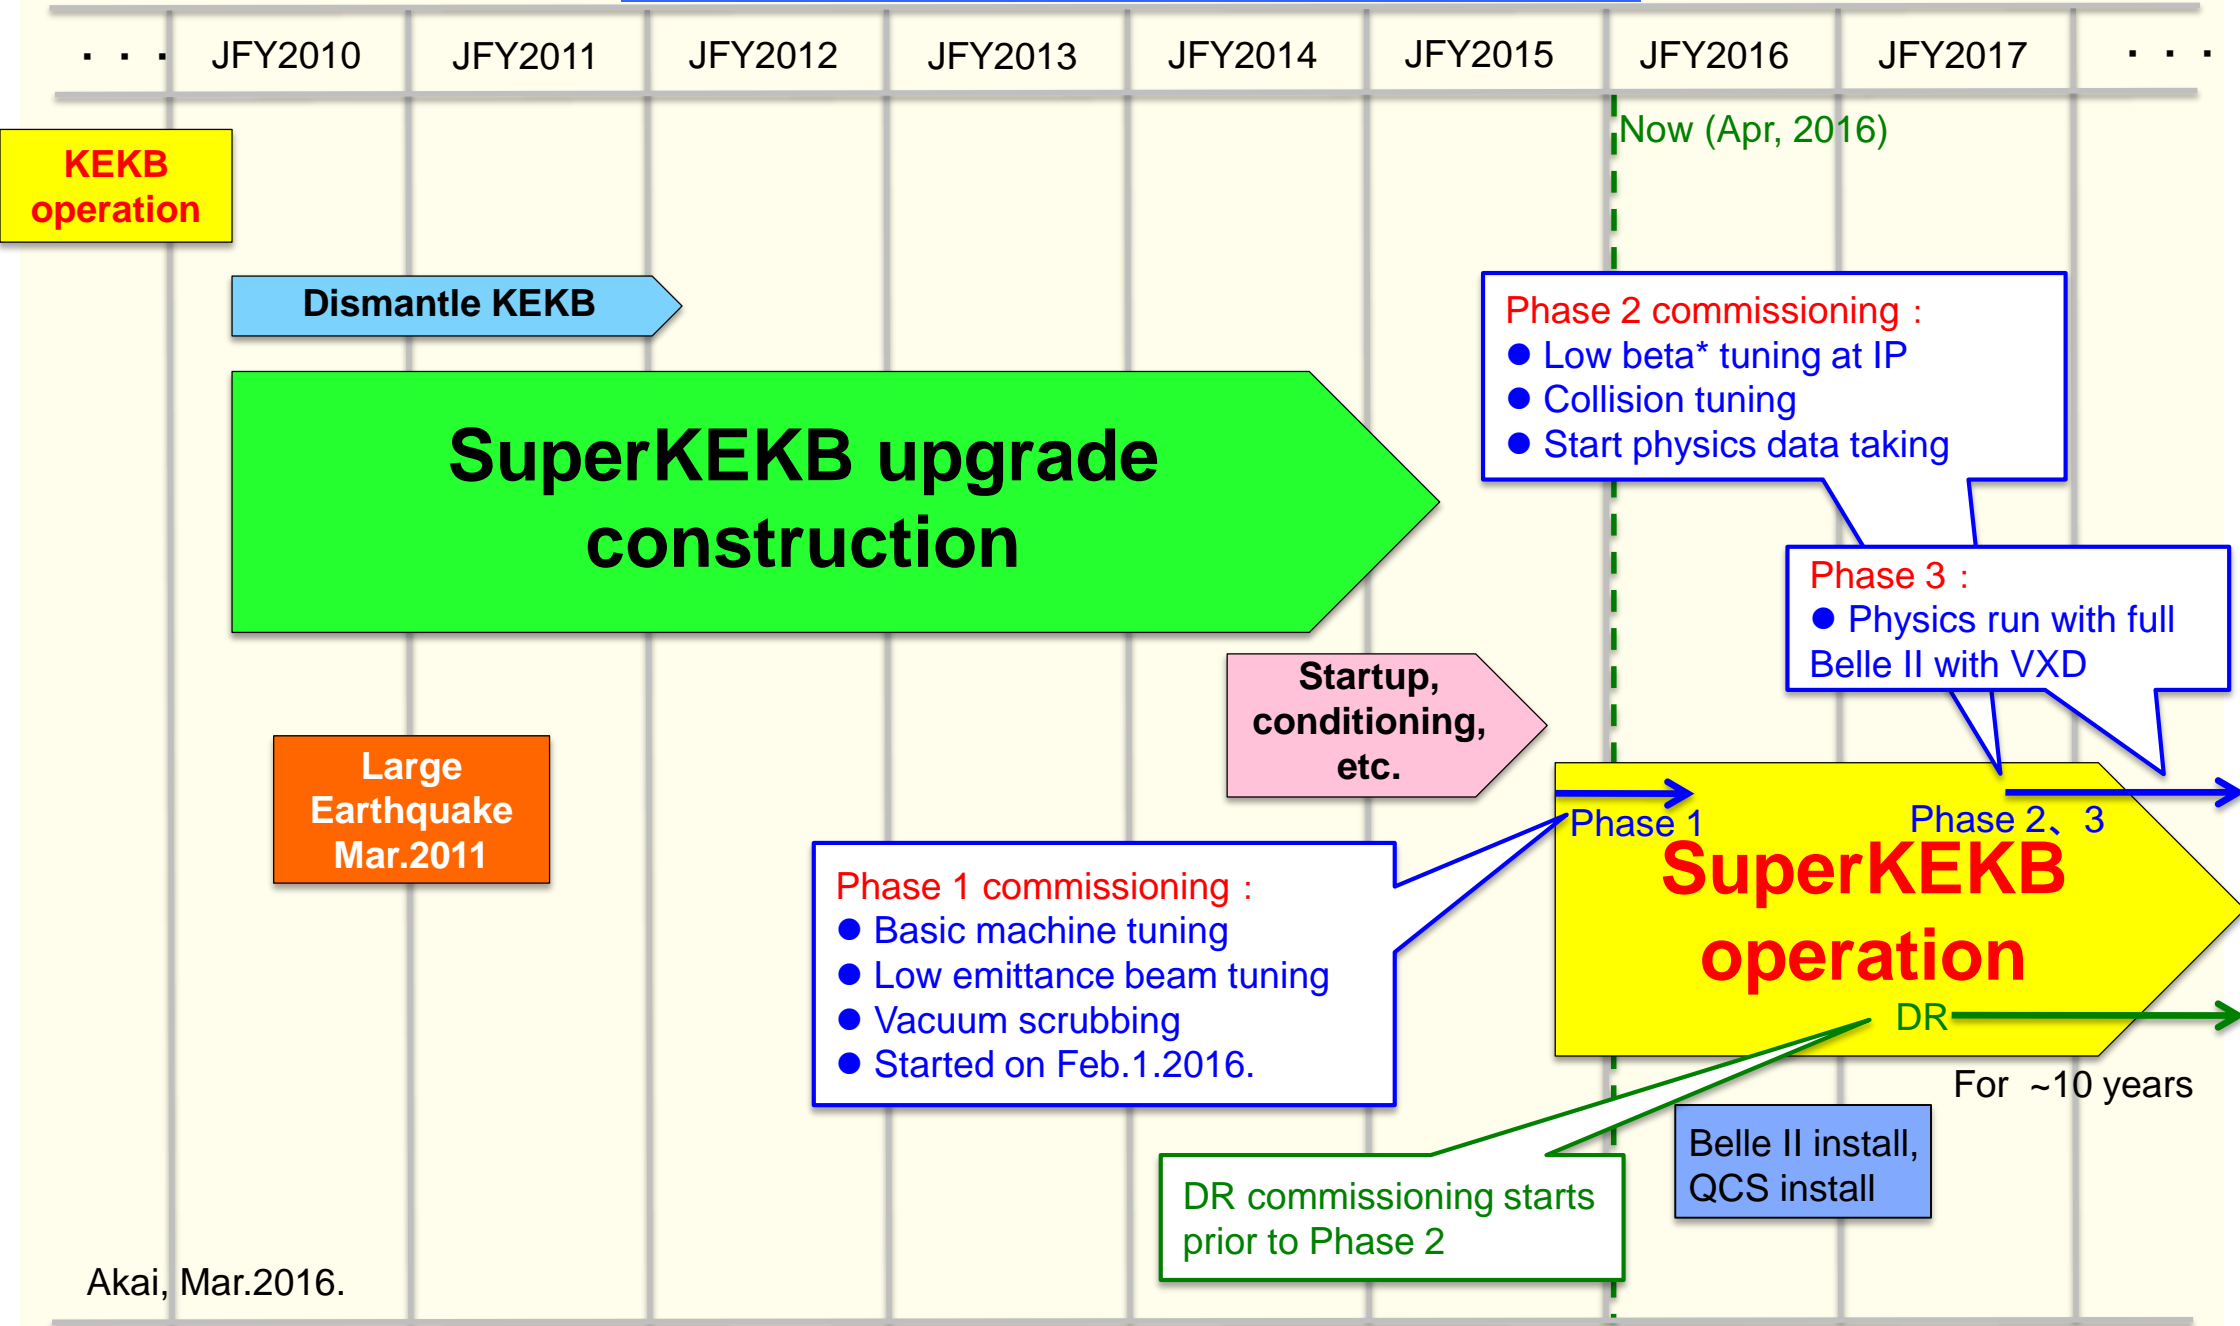 · · · JFY2010 JFY2011 JFY2012 JFY2013 JFY2014 JFY2015 JFY2016 JFY2017 · · ·
Now (Apr, 2016)
KEKB
operation
Dismantle KEKB
SuperKEKB upgrade
construction
Phase 2 commissioning：
● Low beta* tuning at IP
● Collision tuning
● Start physics data taking
Phase 3：
● Physics run with full
Belle II with VXD
Startup,
conditioning,
etc.
Large
Earthquake
Mar.2011
Phase 1
Phase 2、3
SuperKEKB
operation
DR
For ~10 years
Phase 1 commissioning：
● Basic machine tuning
● Low emittance beam tuning
● Vacuum scrubbing
● Started on Feb.1.2016.
Belle II install,
QCS install
DR commissioning starts
prior to Phase 2
Akai, Mar.2016.